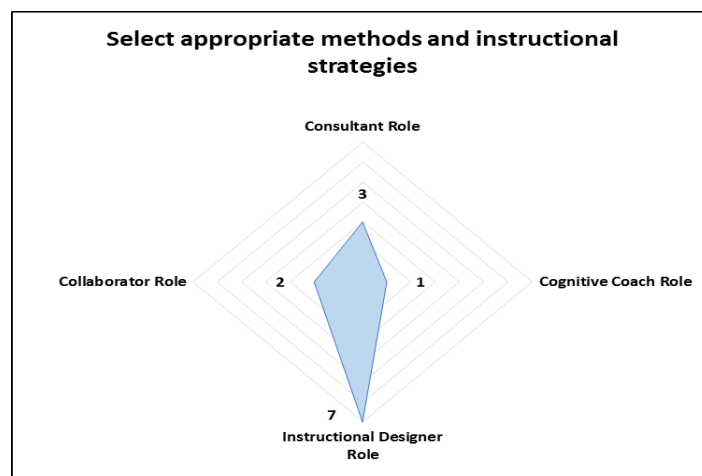 Select appropriate methods and instructional
strategies
Consultant Role
3
Collaborator Role
2
1
Cognitive Coach Role
7
Instructional Designer
Role